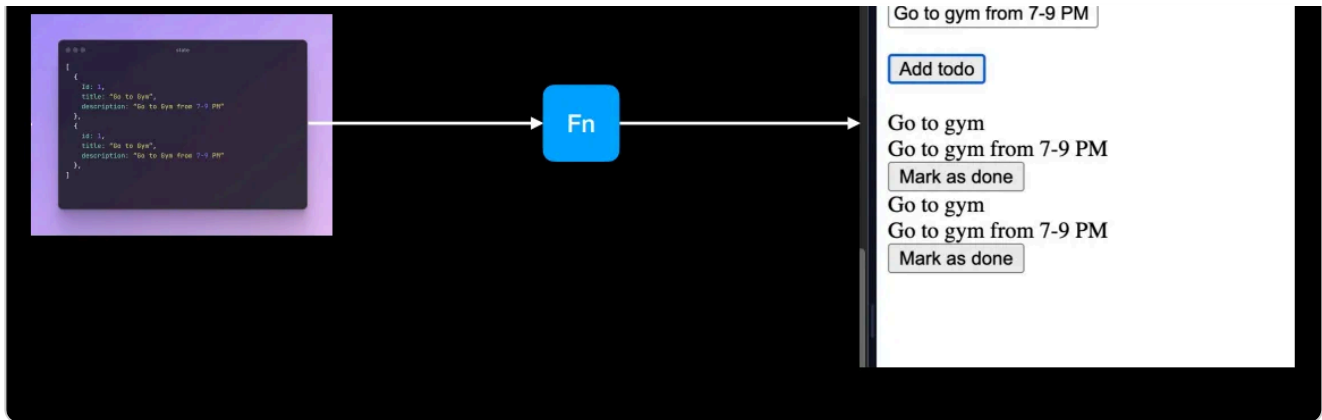 state
[
{
Id: 1,
title: "Go to Gym",
description: "Go to Gym from 7-9 PM"
},
{
id: 1,
title: "Go to Gym",
description: "Go to Gym from 7-9 PM"
},
]
Fn
Go to gym from 7-9 PM
Add todo
Go to gym
Go to gym from 7-9 PM
Mark as done
Go to gym
Go to gym from 7-9 PM
Mark as done